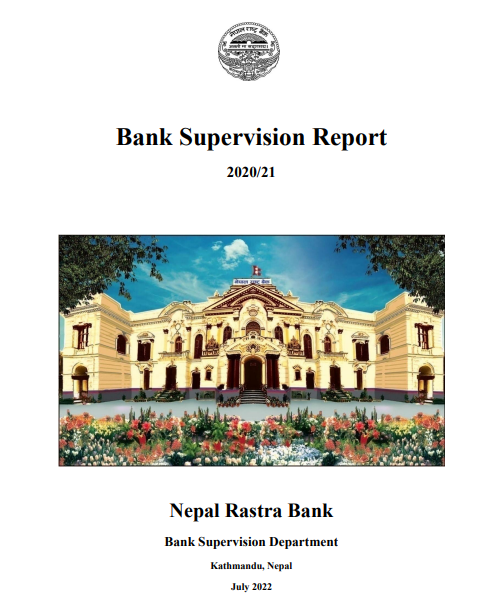 नेपाल राष्ट्र बैंक
Bank Supervision Report
2020/21
नेपाल राष्ट्र बैंक
Nepal Rastra Bank
Bank Supervision Department
Kathmandu, Nepal
July 2022